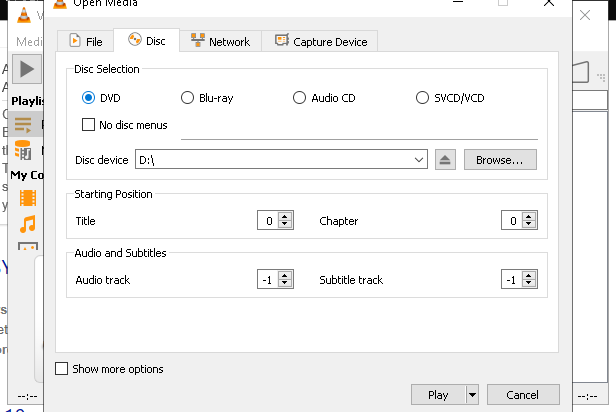 Open Media
Medi
File
Disc
Network
Capture Device
Disc Selection
DVD
Blu-ray
Audio CD
SVCD/VCD
No disc menus
Disc device
D:\
Browse...
Starting Position
Title
0
Chapter
0
Audio and Subtitles
Audio track
-1
Subtitle track
-1
Show more options
Play
Cancel
Playlis
My Co
--:--
--:--